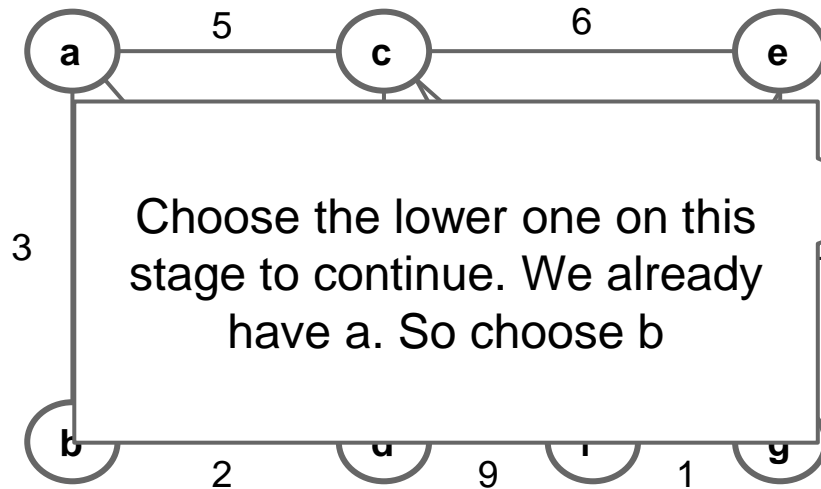 5
6
a
c
e
Choose the lower one on this
3
stage to continue. We already
have a. So choose b
b
d
g
2
9
1